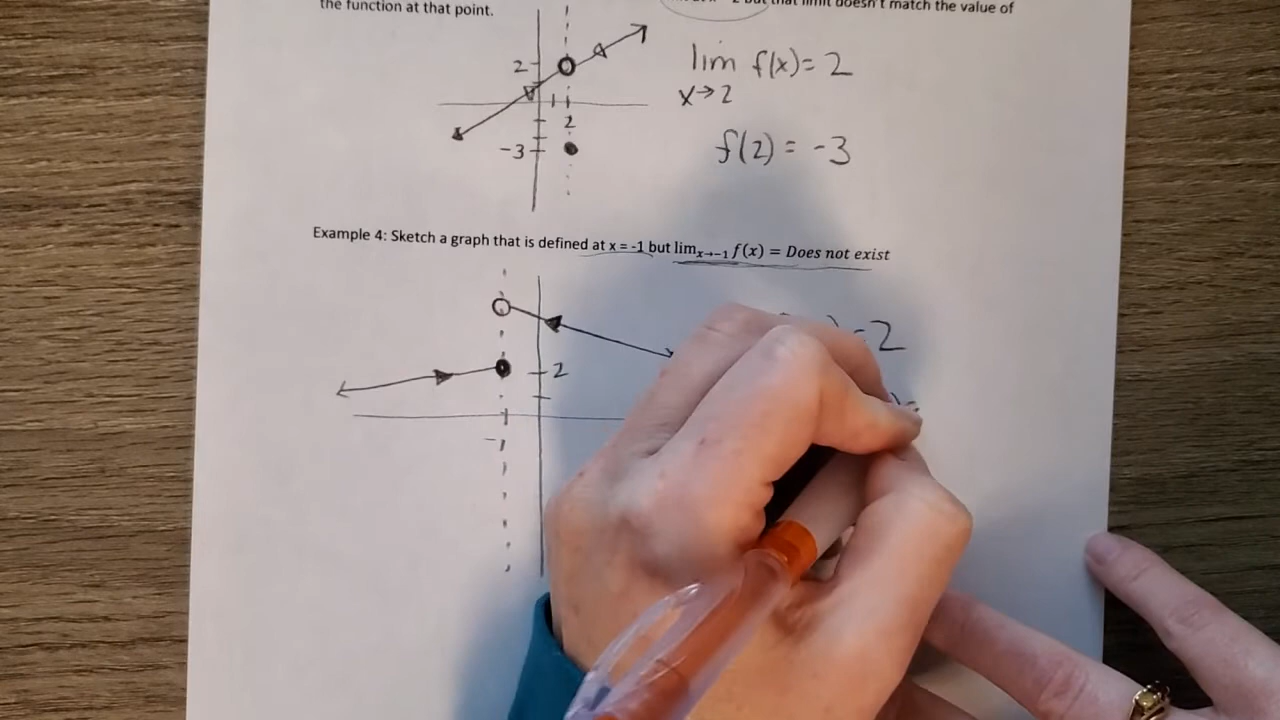 the function at that point. but that limit doesn't match the value of
2
lim f(x) = 2
x→2
2
-3
f(2) = -3
Example 4: Sketch a graph that is defined at x = -1 but limₓ→₋₁ f(x) = Does not exist
= 2
2
-1